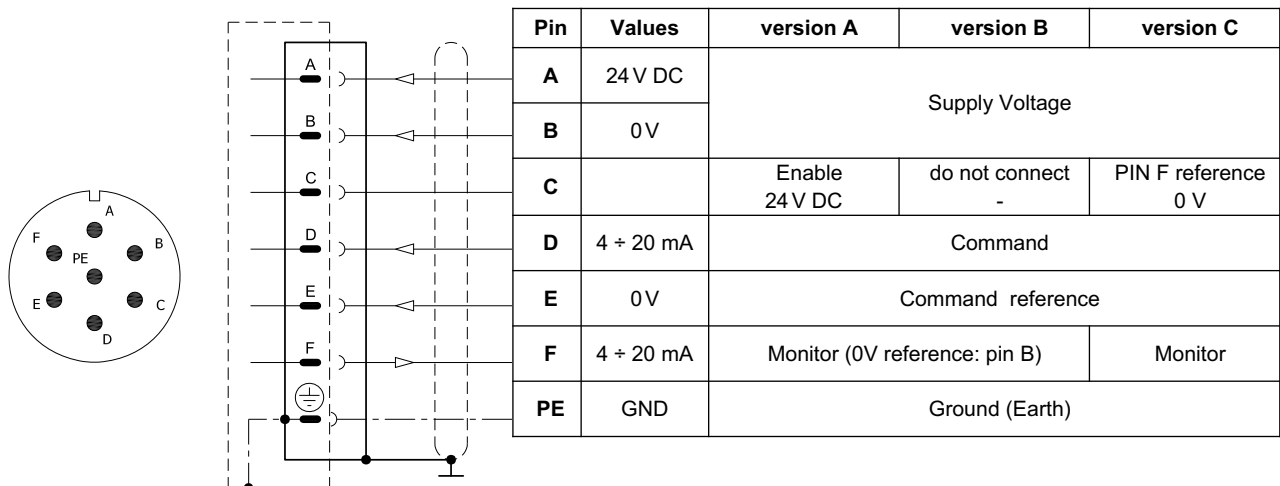 A
B
C
D
E
F
PE
A
B
C
D
E
F
Pin Values version A version B version C
A 24 V DC Supply Voltage
B 0 V
C Enable 24 V DC do not connect - PIN F reference 0 V
D 4 ÷ 20 mA Command
E 0 V Command reference
F 4 ÷ 20 mA Monitor (0V reference: pin B) Monitor
PE GND Ground (Earth)